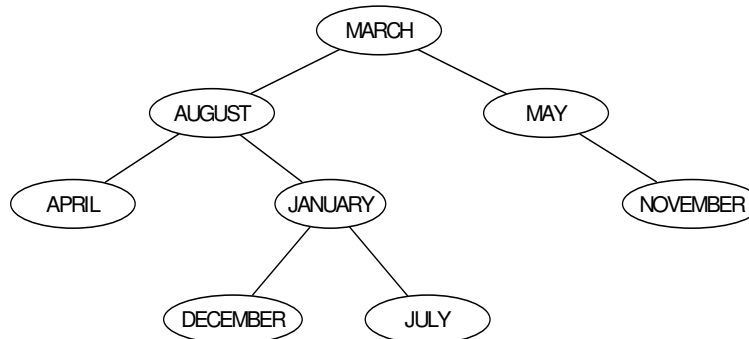 MARCH
AUGUST MAY
APRIL JANUARY NOVEMBER
DECEMBER JULY